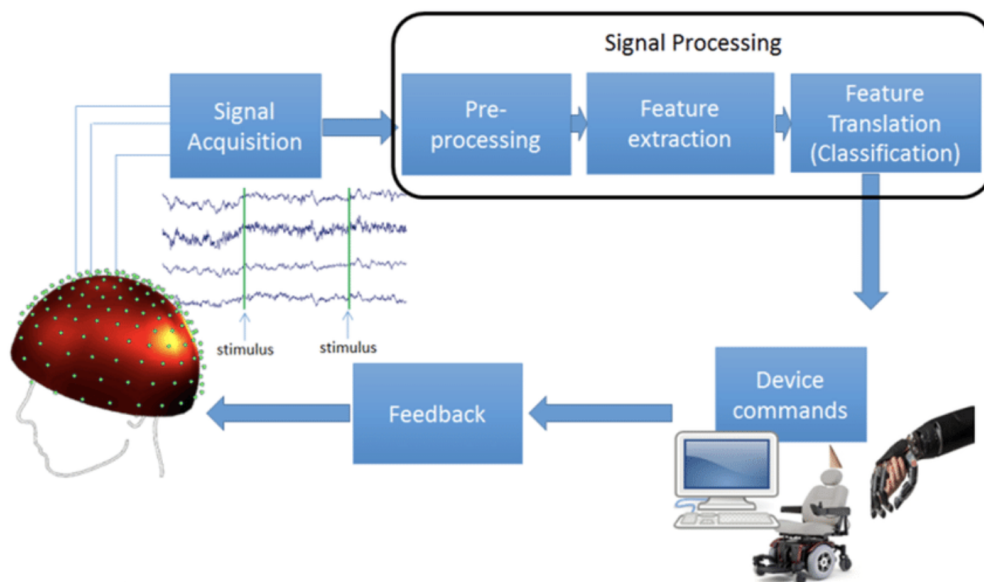 Signal Processing
Signal
Acquisition
Pre-
processing
Feature
extraction
Feature
Translation
(Classification)
stimulus
stimulus
Feedback
Device
commands